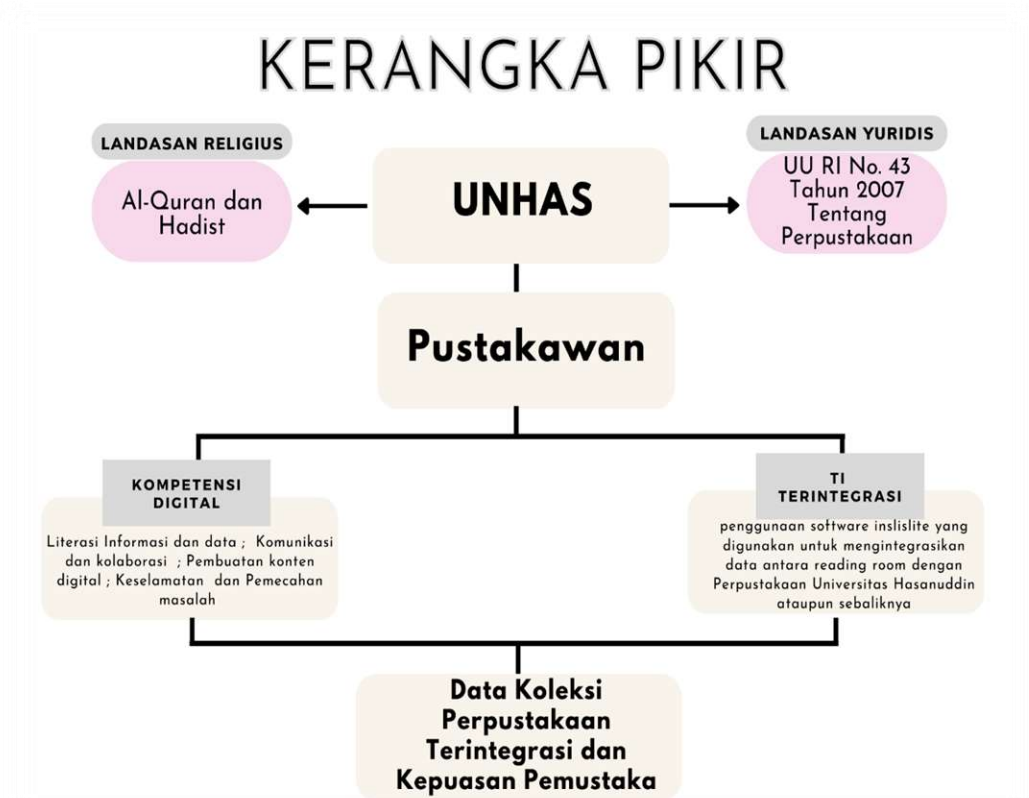 KERANGKA PIKIR
LANDASAN RELIGIUS
Al-Quran dan
Hadist
UNHAS
LANDASAN YURIDIS
UU RI No. 43
Tahun 2007
Tentang
Perpustakaan
Pustakawan
KOMPETENSI
DIGITAL
Literasi Informasi dan data ; Komunikasi
dan kolaborasi ; Pembuatan konten
digital ; Keselamatan dan Pemecahan
masalah
TI
TERINTEGRASI
penggunaan software inslislite yang
digunakan untuk mengintegrasikan
data antara reading room dengan
Perpustakaan Universitas Hasanuddin
ataupun sebaliknya
Data Koleksi
Perpustakaan
Terintegrasi dan
Kepuasan Pemustaka